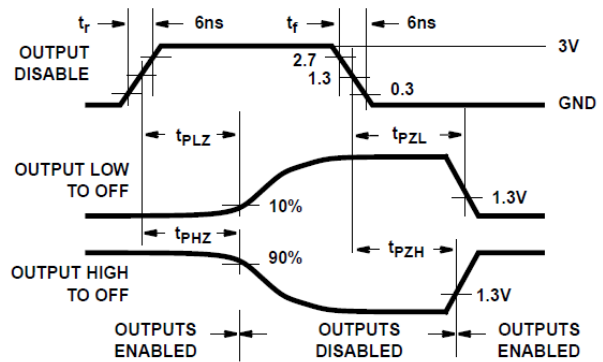 tr 6ns tf 6ns
OUTPUT
DISABLE
3V
2.7
1.3
0.3
GND
tPLZ tPZL
OUTPUT LOW
TO OFF
10%
1.3V
tPHZ tPZH
OUTPUT HIGH
TO OFF
90%
1.3V
OUTPUTS
ENABLED
OUTPUTS
DISABLED
OUTPUTS
ENABLED